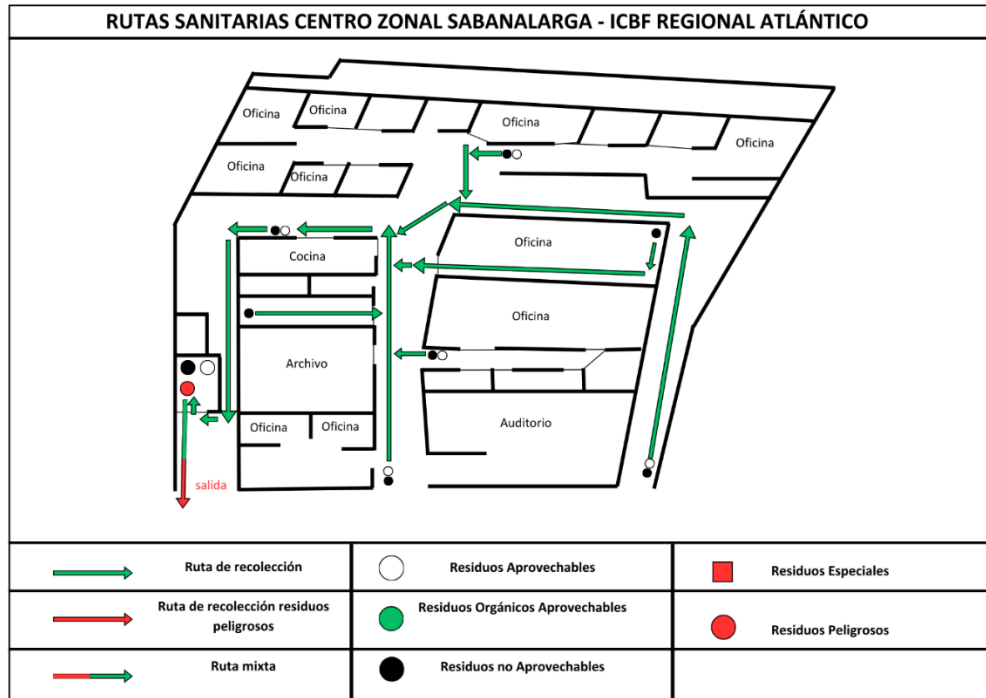 RUTAS SANITARIAS CENTRO ZONAL SABANALARGA - ICBF REGIONAL ATLÁNTICO
Oficina
Oficina
Oficina
Oficina
Oficina
Oficina
Oficina
Cocina
Oficina
Archivo
Oficina
Oficina
Auditorio
salida
Oficina
Ruta de recolección
Residuos Aprovechables
Residuos Especiales
Ruta de recolección residuos
peligrosos
Residuos Orgánicos Aprovechables
Residuos Peligrosos
Ruta mixta
Residuos no Aprovechables